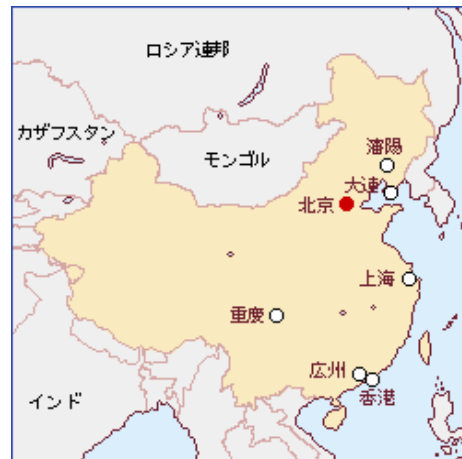 ロシア連邦
カザフスタン
モンゴル
瀋陽
大連
北京
上海
重慶
広州
香港
インド